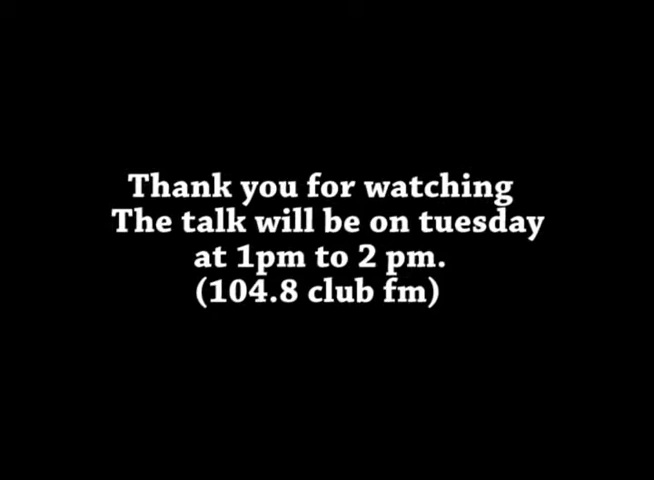 Thank you for watching
The talk will be on tuesday
at 1pm to 2 pm.
(104.8 club fm)